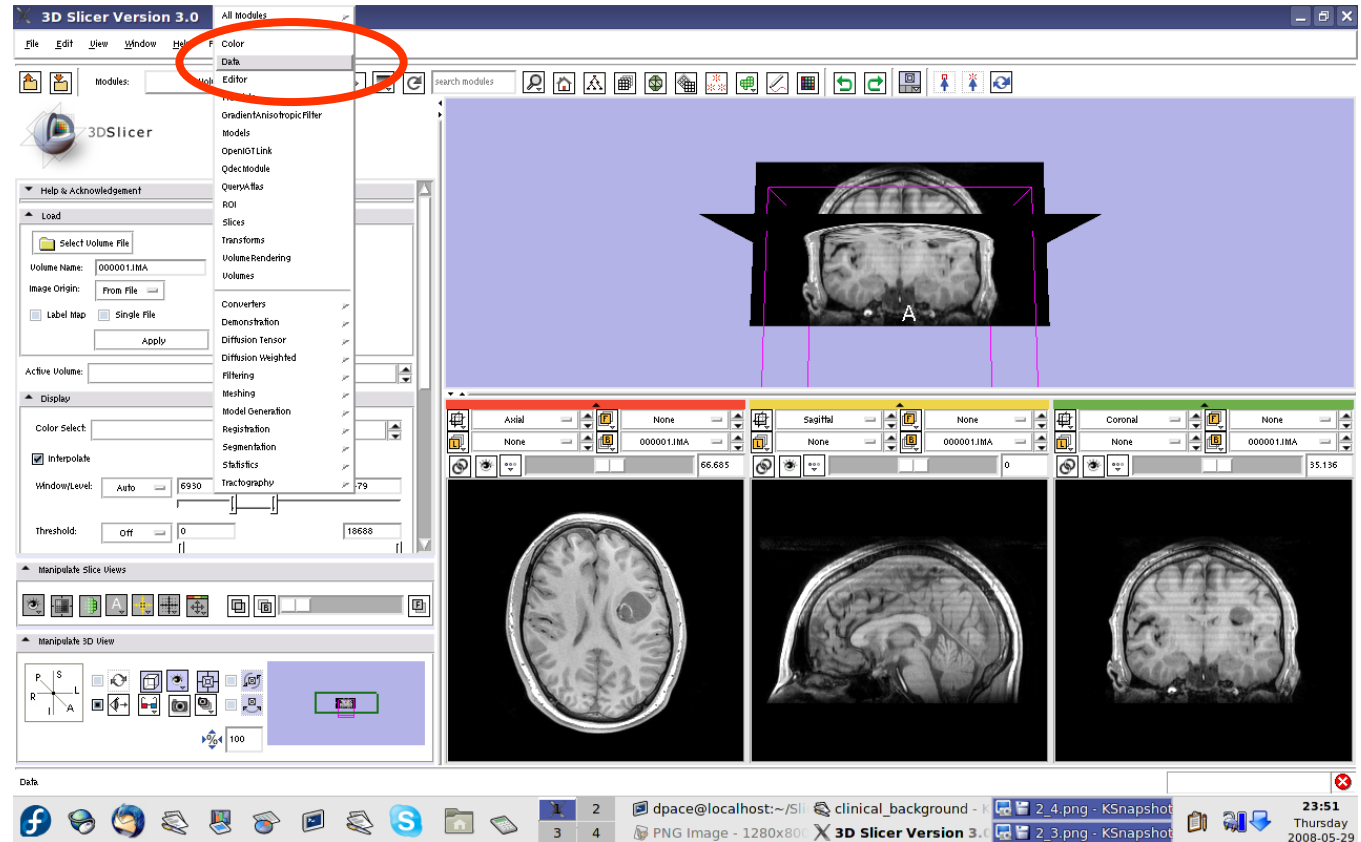 3D Slicer Version 3.0
All Modules
File Edit View Window Help F
Color
Data
Editor
Modules:
search modules
3DSlicer
GradientAnisotropicFilter
Models
OpenIGTLink
QdecModule
QueryAtlas
ROI
Slices
Transforms
VolumeRendering
Volumes
Converters
Demonstration
Diffusion Tensor
Diffusion Weighted
Filtering
Meshing
Model Generation
Registration
Segmentation
Statistics
Tractography
Help & Acknowledgement
Load
Select Volume File
Volume Name: 000001.IMA
Image Origin: From File
Label Map Single File
Apply
Active Volume:
Display
Color Select:
Interpolate
Window/Level: Auto 6930 -79
Threshold: Off 0 18688
Manipulate Slice Views
A
B F
Manipulate 3D View
P S
R L
I A
% 100
A
Axial F None
L None B 000001.IMA
66.685
Sagittal F None
L None B 000001.IMA
0
Coronal F None
L None B 000001.IMA
35.136
Data
1 2
3 4
dpace@localhost:~/Sli
clinical_background - K
2_4.png - KSnapshot
PNG Image - 1280x800
3D Slicer Version 3.0
2_3.png - KSnapshot
23:51
Thursday
2008-05-29